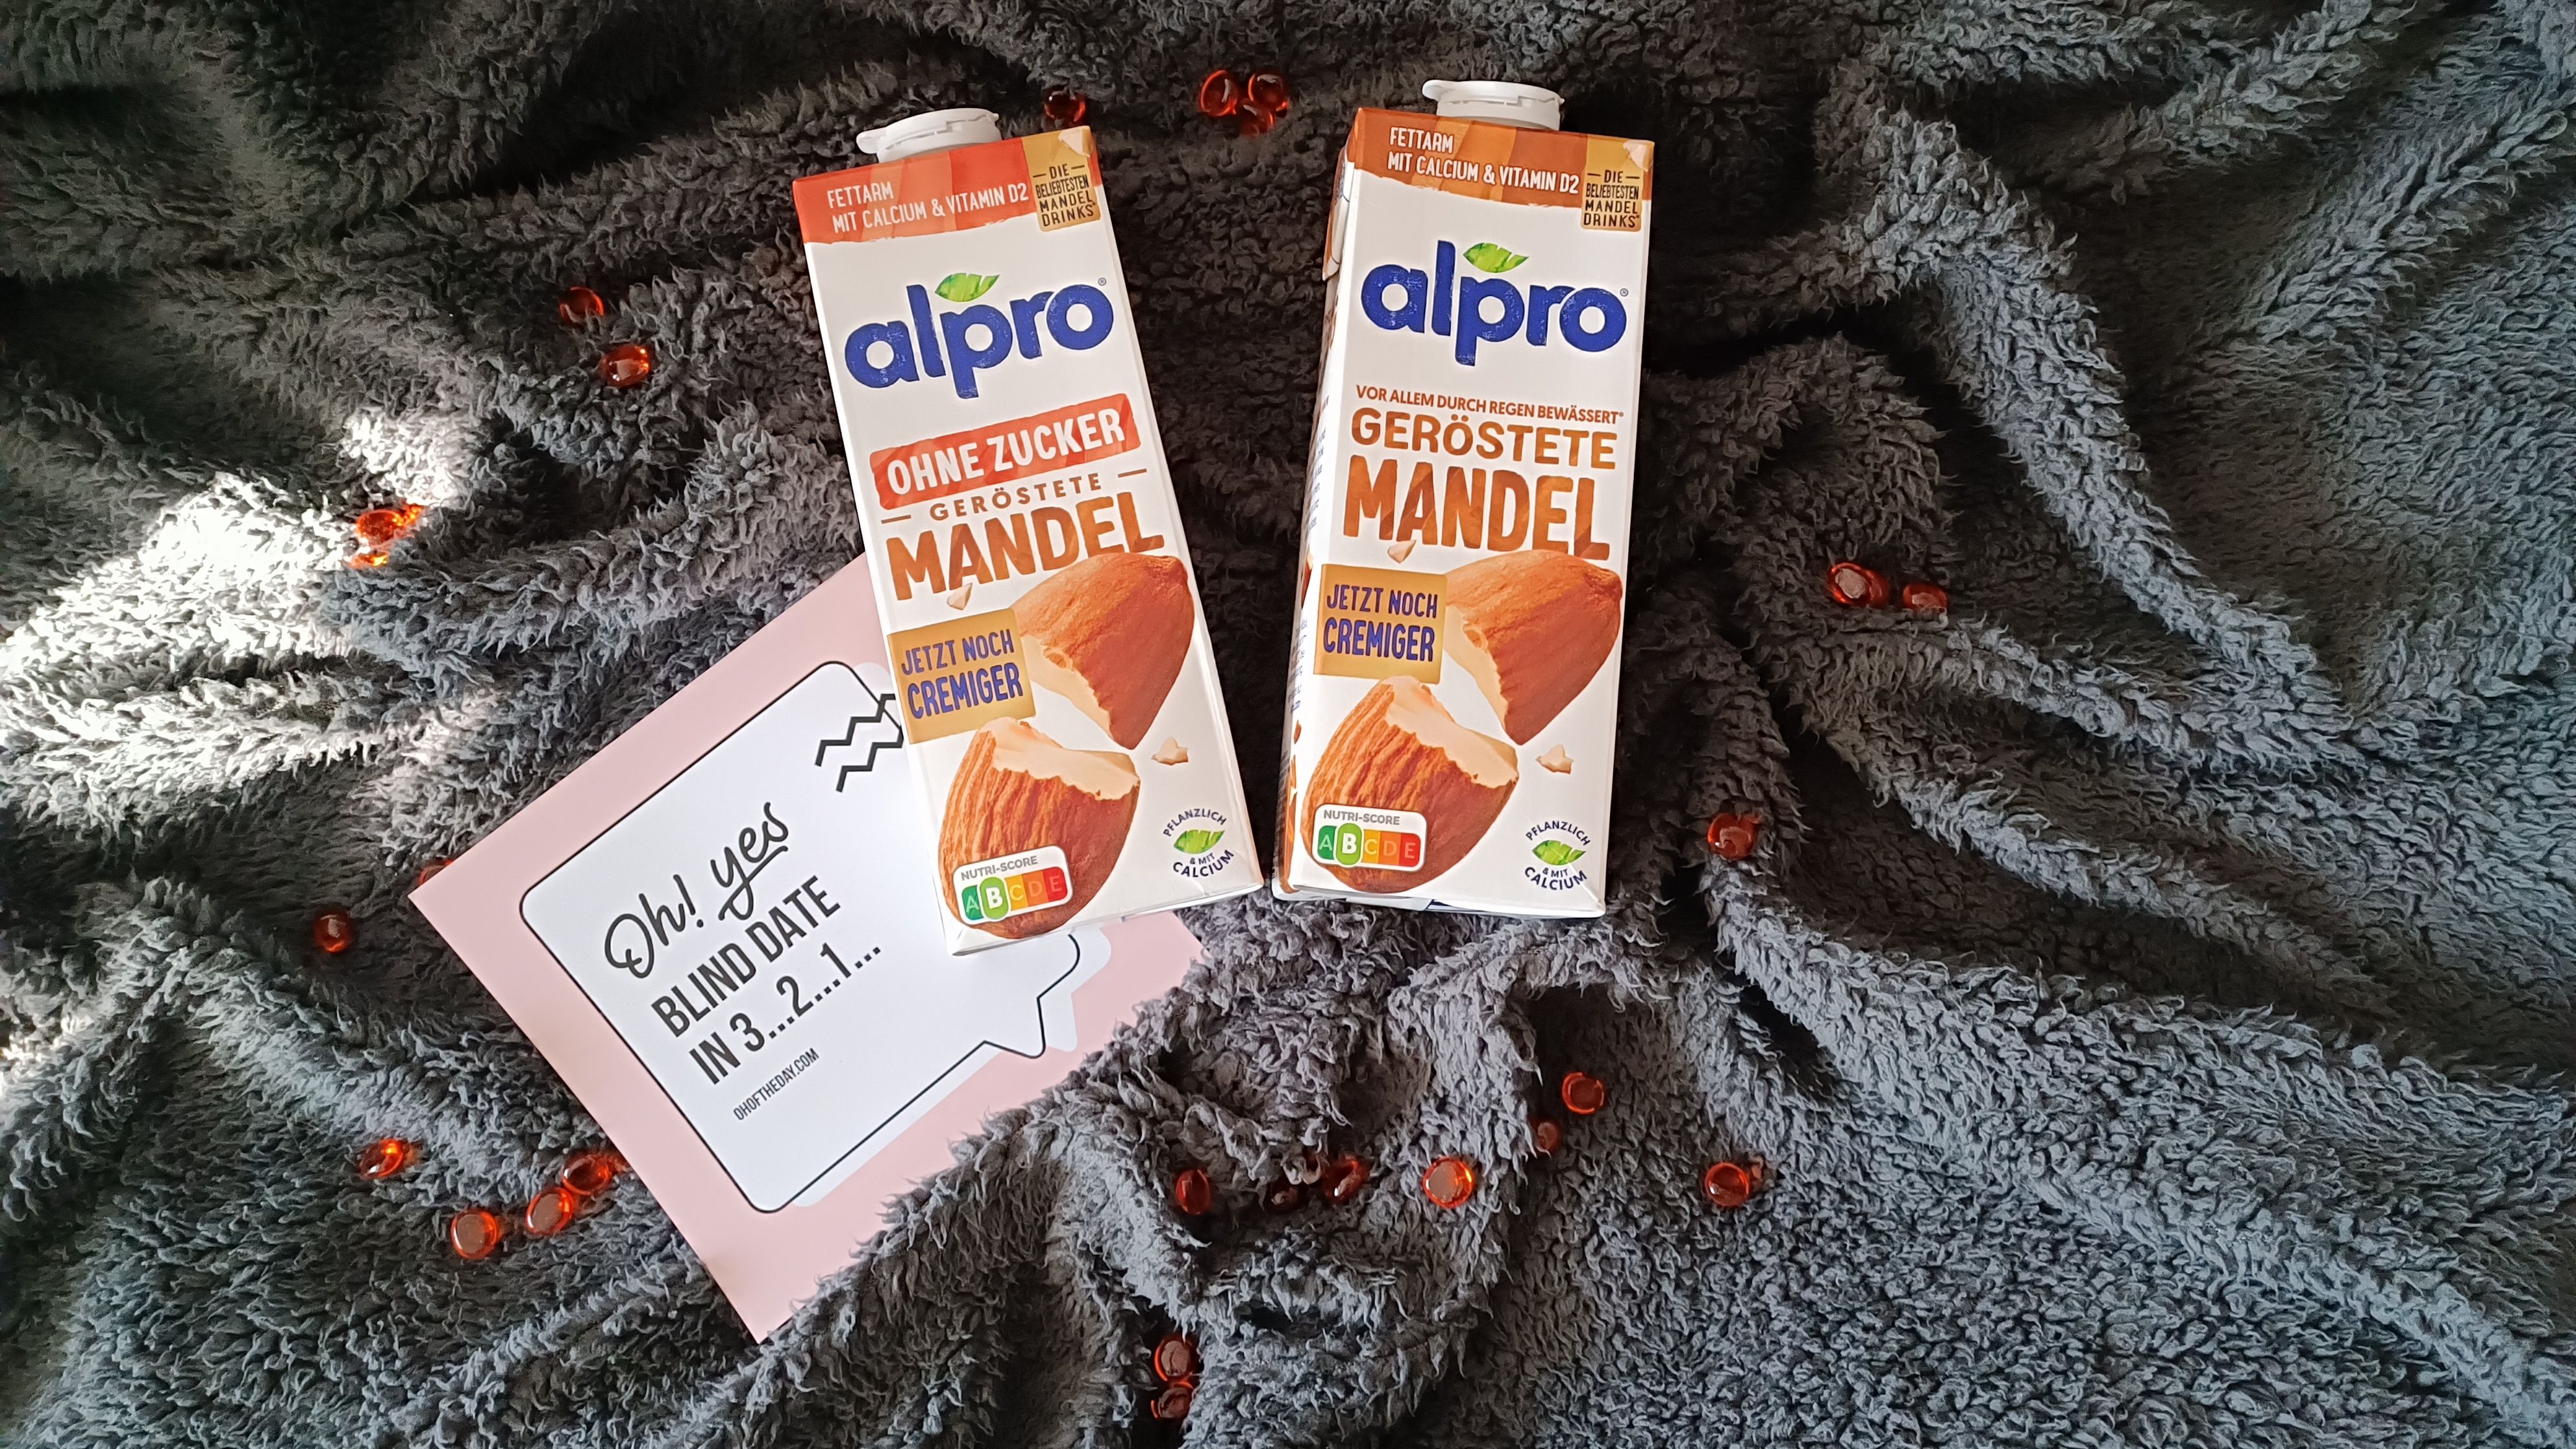 FETTARM
MIT CALCIUM & VITAMIN D2
DIE
BELIEBTESTEN
MANDEL
DRINKS*
alpro®
OHNE ZUCKER
GERÖSTETE
MANDEL
JETZT NOCH
CREMIGER
NUTRI-SCORE
A B C D E
PFLANZLICH
& MIT
CALCIUM
FETTARM
MIT CALCIUM & VITAMIN D2
DIE
BELIEBTESTEN
MANDEL
DRINKS*
alpro®
VOR ALLEM DURCH REGEN BEWÄSSERT*
GERÖSTETE
MANDEL
JETZT NOCH
CREMIGER
NUTRI-SCORE
A B C D E
PFLANZLICH
& MIT
CALCIUM
Oh! yes
BLIND DATE
IN 3...2...1...
OHOFTHEDAY.COM